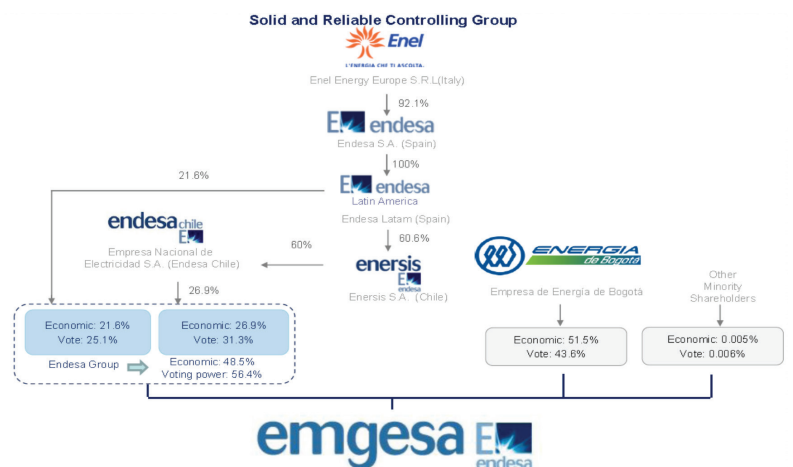 Solid and Reliable Controlling Group
Enel
L'ENERGIA CHE TI ASCOLTA.
Enel Energy Europe S.R.L(Italy)
92.1%
endesa
Endesa S.A. (Spain)
100%
21.6%
endesa
Latin America
Endesa Latam (Spain)
endesa chile
Empresa Nacional de
Electricidad S.A. (Endesa Chile)
60%
60.6%
enersis
endesa
Enersis S.A. (Chile)
ENERGIA
de Bogotá
Empresa de Energía de Bogotá
Other
Minority
Shareholders
26.9%
Economic: 21.6%
Vote: 25.1%
Economic: 26.9%
Vote: 31.3%
Endesa Group
Economic: 48.5%
Voting power: 56.4%
Economic: 51.5%
Vote: 43.6%
Economic: 0.005%
Vote: 0.006%
emgesa
endesa